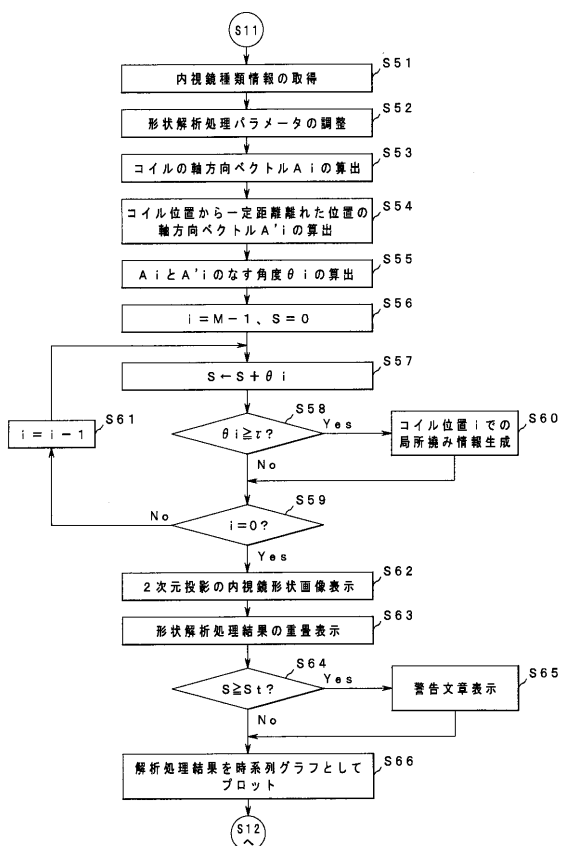 S11
内視鏡種類情報の取得
S51
形状解析処理パラメータの調整
S52
コイルの軸方向ベクトルAiの算出
S53
コイル位置から一定距離離れた位置の
軸方向ベクトルA'iの算出
S54
AiとA'iのなす角度θiの算出
S55
i=M-1、S=0
S56
S←S+θi
S57
θi≧τ?
S58
Yes
コイル位置iでの
局所撓み情報生成
S60
i=i-1
S61
No
i=0?
S59
No
Yes
2次元投影の内視鏡形状画像表示
S62
形状解析処理結果の重畳表示
S63
S≧St?
S64
Yes
警告文章表示
S65
No
解析処理結果を時系列グラフとして
プロット
S66
S12
へ